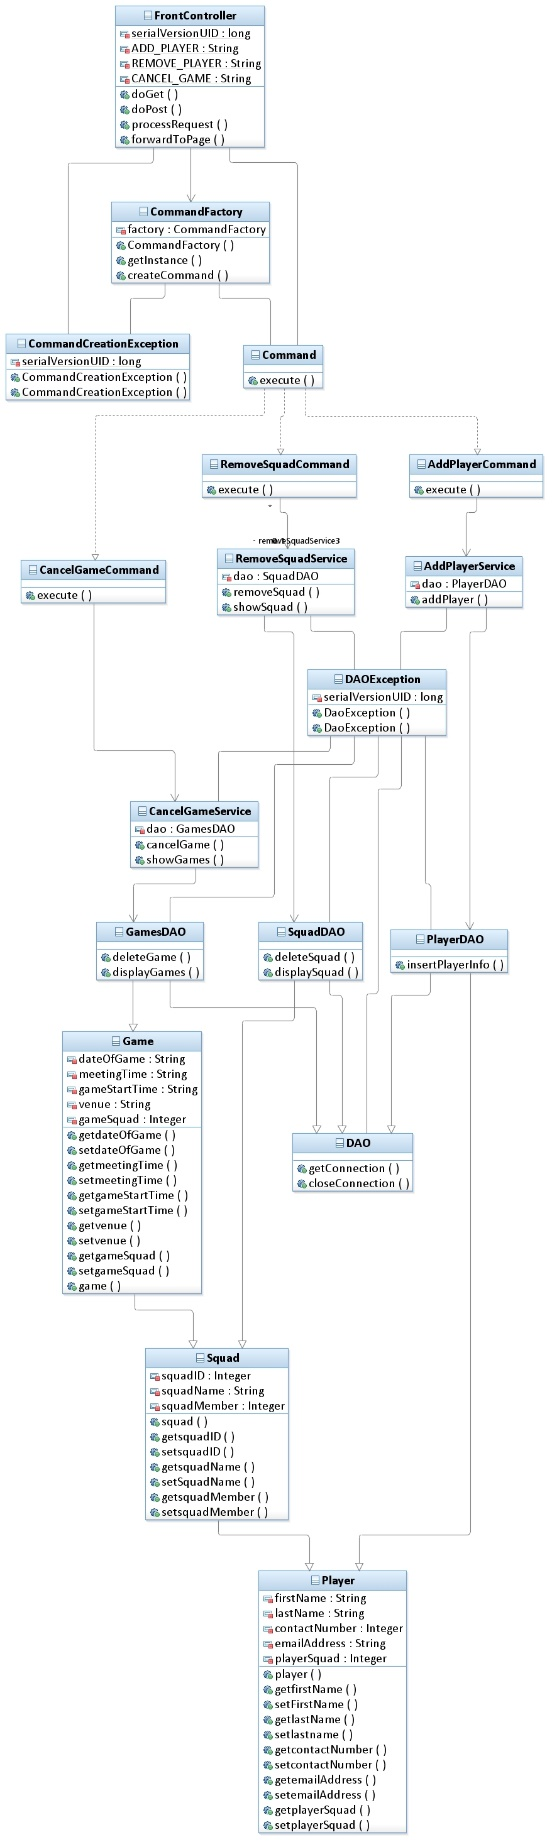 FrontController
serialVersionUID : long
ADD_PLAYER : String
REMOVE_PLAYER : String
CANCEL_GAME : String
doGet ( )
doPost ( )
processRequest ( )
forwardToPage ( )
CommandFactory
factory : CommandFactory
CommandFactory ( )
getInstance ( )
createCommand ( )
CommandCreationException
serialVersionUID : long
CommandCreationException ( )
CommandCreationException ( )
Command
execute ( )
RemoveSquadCommand
execute ( )
AddPlayerCommand
execute ( )
*
CancelGameCommand
execute ( )
RemoveSquadService
dao : SquadDAO
removeSquad ( )
showSquad ( )
AddPlayerService
dao : PlayerDAO
addPlayer ( )
DAOException
serialVersionUID : long
DaoException ( )
DaoException ( )
CancelGameService
dao : GamesDAO
cancelGame ( )
showGames ( )
GamesDAO
deleteGame ( )
displayGames ( )
SquadDAO
deleteSquad ( )
displaySquad ( )
PlayerDAO
insertPlayerInfo ( )
Game
dateOfGame : String
meetingTime : String
gameStartTime : String
venue : String
gameSquad : Integer
getdateOfGame ( )
setdateOfGame ( )
getmeetingTime ( )
setmeetingTime ( )
getgameStartTime ( )
setgameStartTime ( )
getvenue ( )
setvenue ( )
getgameSquad ( )
setgameSquad ( )
game ( )
DAO
getConnection ( )
closeConnection ( )
Squad
squadID : Integer
squadName : String
squadMember : Integer
squad ( )
getsquadID ( )
setsquadID ( )
getsquadName ( )
setSquadName ( )
getsquadMember ( )
setsquadMember ( )
Player
firstName : String
lastName : String
contactNumber : Integer
emailAddress : String
playerSquad : Integer
player ( )
getfirstName ( )
setFirstName ( )
getlastName ( )
setlastname ( )
getcontactNumber ( )
setcontactNumber ( )
getemailAddress ( )
setemailAddress ( )
getplayerSquad ( )
setplayerSquad ( )